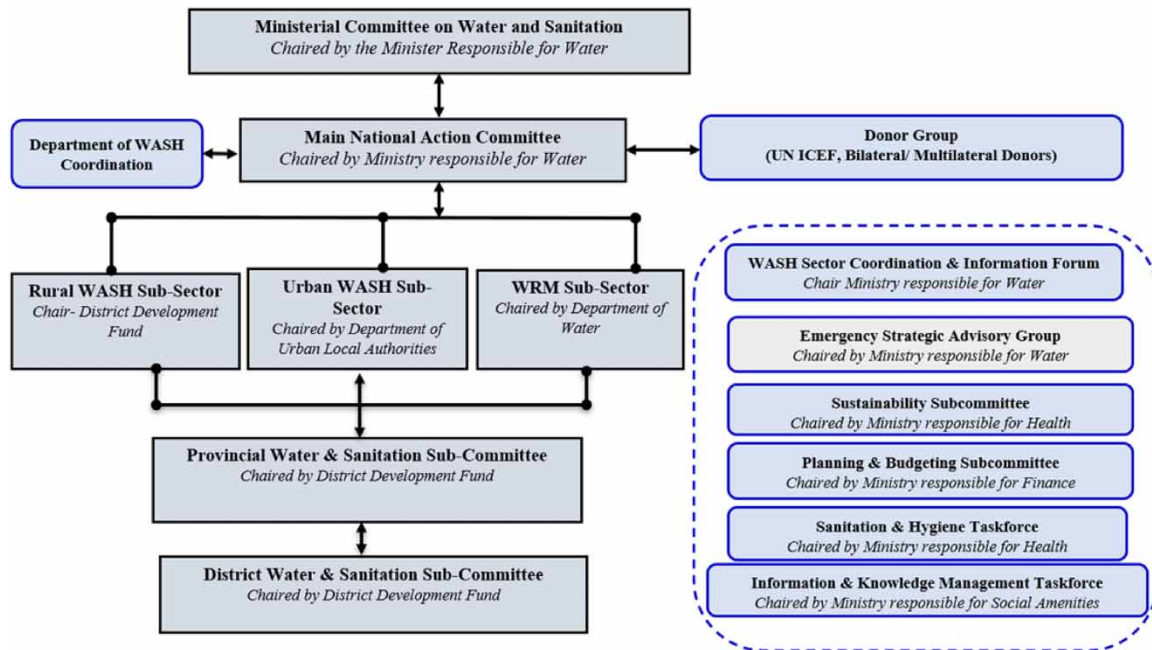 Ministerial Committee on Water and Sanitation
Chaired by the Minister Responsible for Water
Department of WASH
Coordination
Main National Action Committee
Chaired by Ministry responsible for Water
Donor Group
(UN ICEF, Bilateral/ Multilateral Donors)
Rural WASH Sub-Sector
Chair- District Development
Fund
Urban WASH Sub-
Sector
Chaired by Department of
Urban Local Authorities
WRM Sub-Sector
Chaired by Department of
Water
Provincial Water & Sanitation Sub-Committee
Chaired by District Development Fund
District Water & Sanitation Sub-Committee
Chaired by District Development Fund
WASH Sector Coordination & Information Forum
Chair Ministry responsible for Water
Emergency Strategic Advisory Group
Chaired by Ministry responsible for Water
Sustainability Subcommittee
Chaired by Ministry responsible for Health
Planning & Budgeting Subcommittee
Chaired by Ministry responsible for Finance
Sanitation & Hygiene Taskforce
Chaired by Ministry responsible for Health
Information & Knowledge Management Taskforce
Chaired by Ministry responsible for Social Amenities